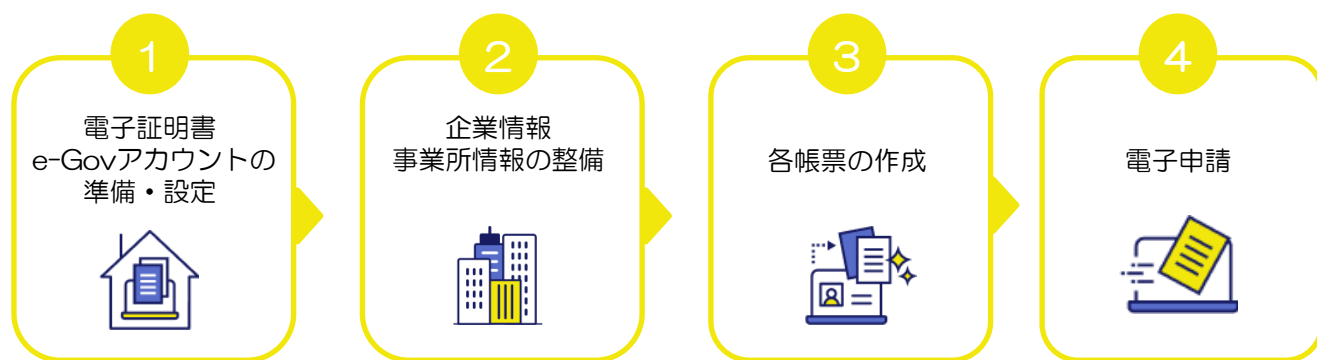 1
電子証明書
e-Govアカウントの
準備・設定
2
企業情報
事業所情報の整備
3
各帳票の作成
4
電子申請